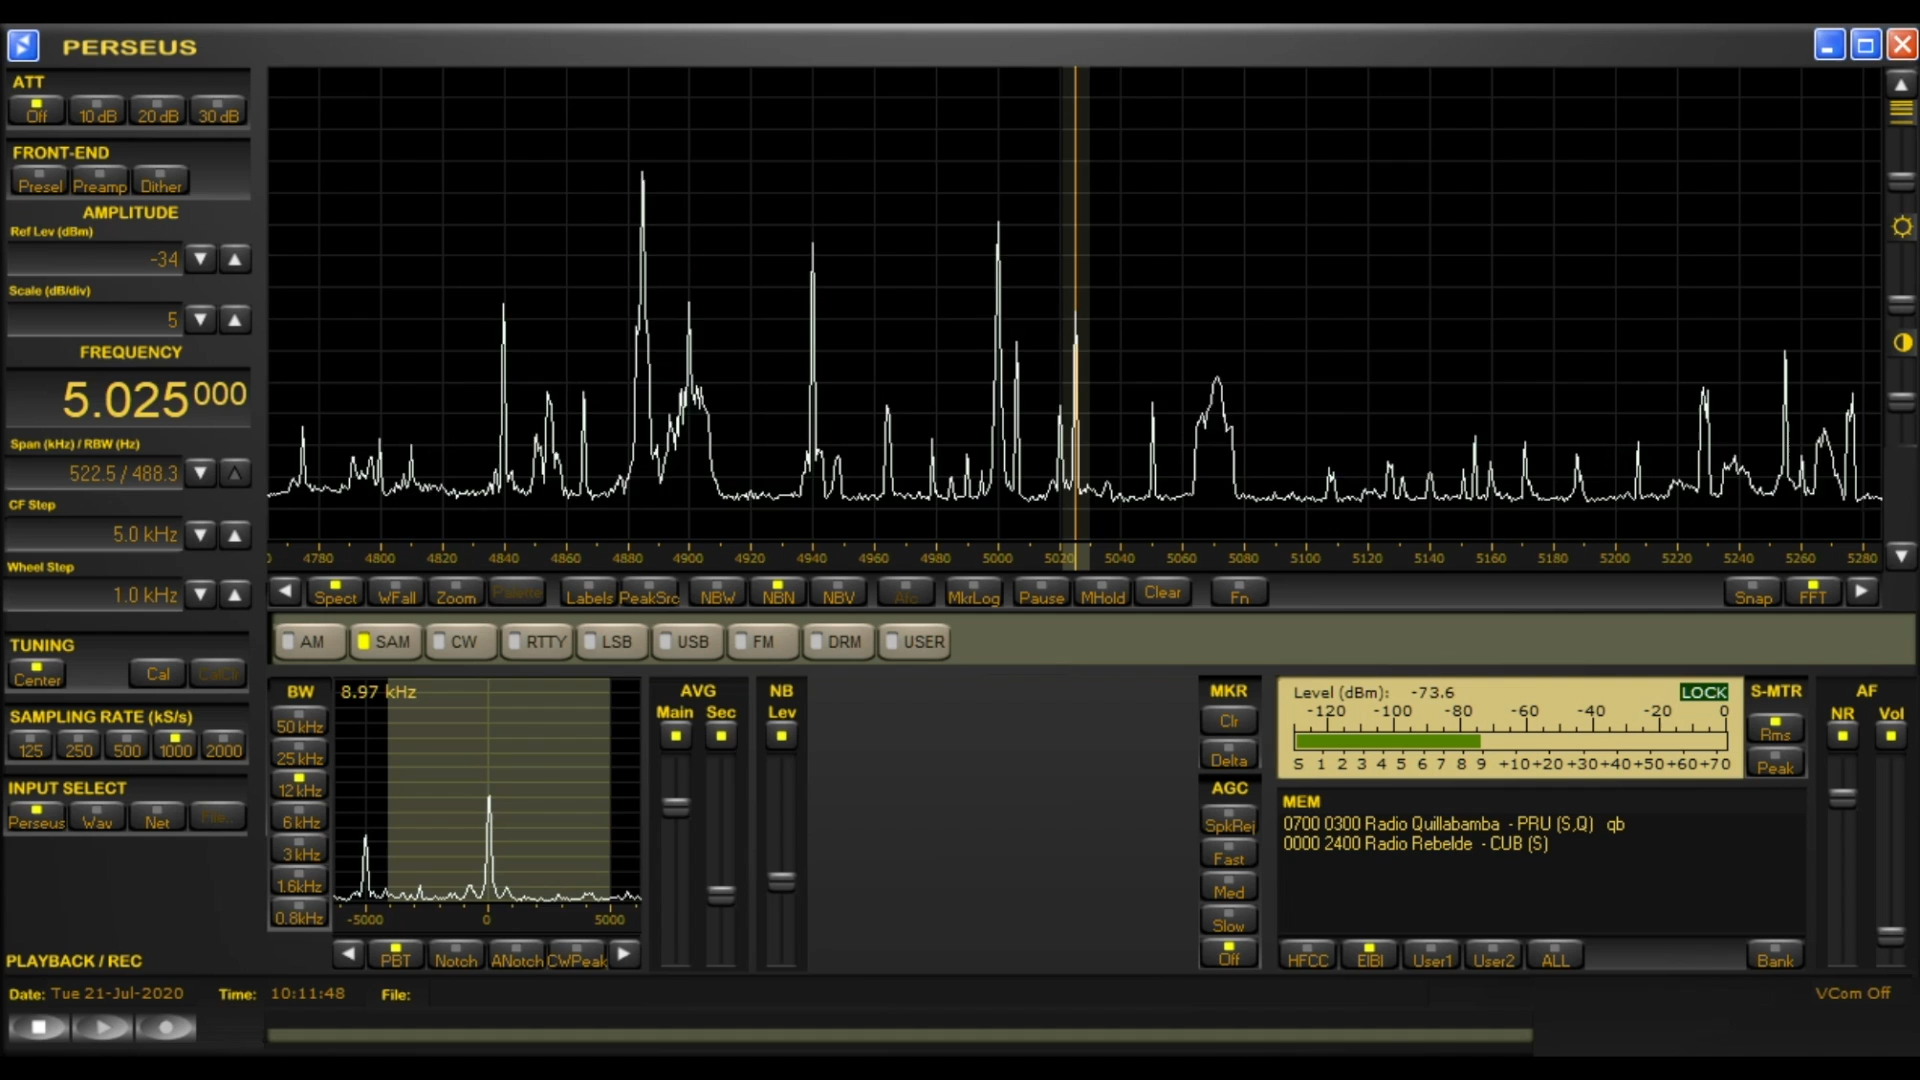 PERSEUS
ATT
Off 10 dB 20 dB 30 dB
FRONT-END
Presel Preamp Dither
AMPLITUDE
Ref Lev (dBm)
-34
Scale (dB/div)
5
FREQUENCY
5.025000
Span (kHz) / RBW (Hz)
522.5 / 488.3
CF Step
5.0 kHz
Wheel Step
1.0 kHz
TUNING
Center Cal CalClr
SAMPLING RATE (kS/s)
125 250 500 1000 2000
INPUT SELECT
Perseus Wav Net File..
PLAYBACK / REC
4780 4800 4820 4840 4860 4880 4900 4920 4940 4960 4980 5000 5020 5040 5060 5080 5100 5120 5140 5160 5180 5200 5220 5240 5260 5280
Spect WFall Zoom Palette Labels PeakSrc NBW NBN NBV Afc MkrLog Pause MHold Clear Fn Snap FFT
AM SAM CW RTTY LSB USB FM DRM USER
BW
50 kHz
25 kHz
12 kHz
6 kHz
3 kHz
1.6kHz
0.8kHz
8.97 kHz
-5000 0 5000
PBT Notch ANotch CWPeak
AVG
Main Sec
NB
Lev
MKR
Clr
Delta
AGC
SpkRej
Fast
Med
Slow
Off
Level (dBm): -73.6 LOCK
-120 -100 -80 -60 -40 -20 0
S 1 2 3 4 5 6 7 8 9 +10+20+30+40+50+60+70
S-MTR
Rms
Peak
AF
NR Vol
MEM
0700 0300 Radio Quillabamba - PRU (S,Q) qb
0000 2400 Radio Rebelde - CUB (S)
HFCC EIBI User1 User2 ALL Bank
Date: Tue 21-Jul-2020 Time: 10:11:48 File:
VCom Off